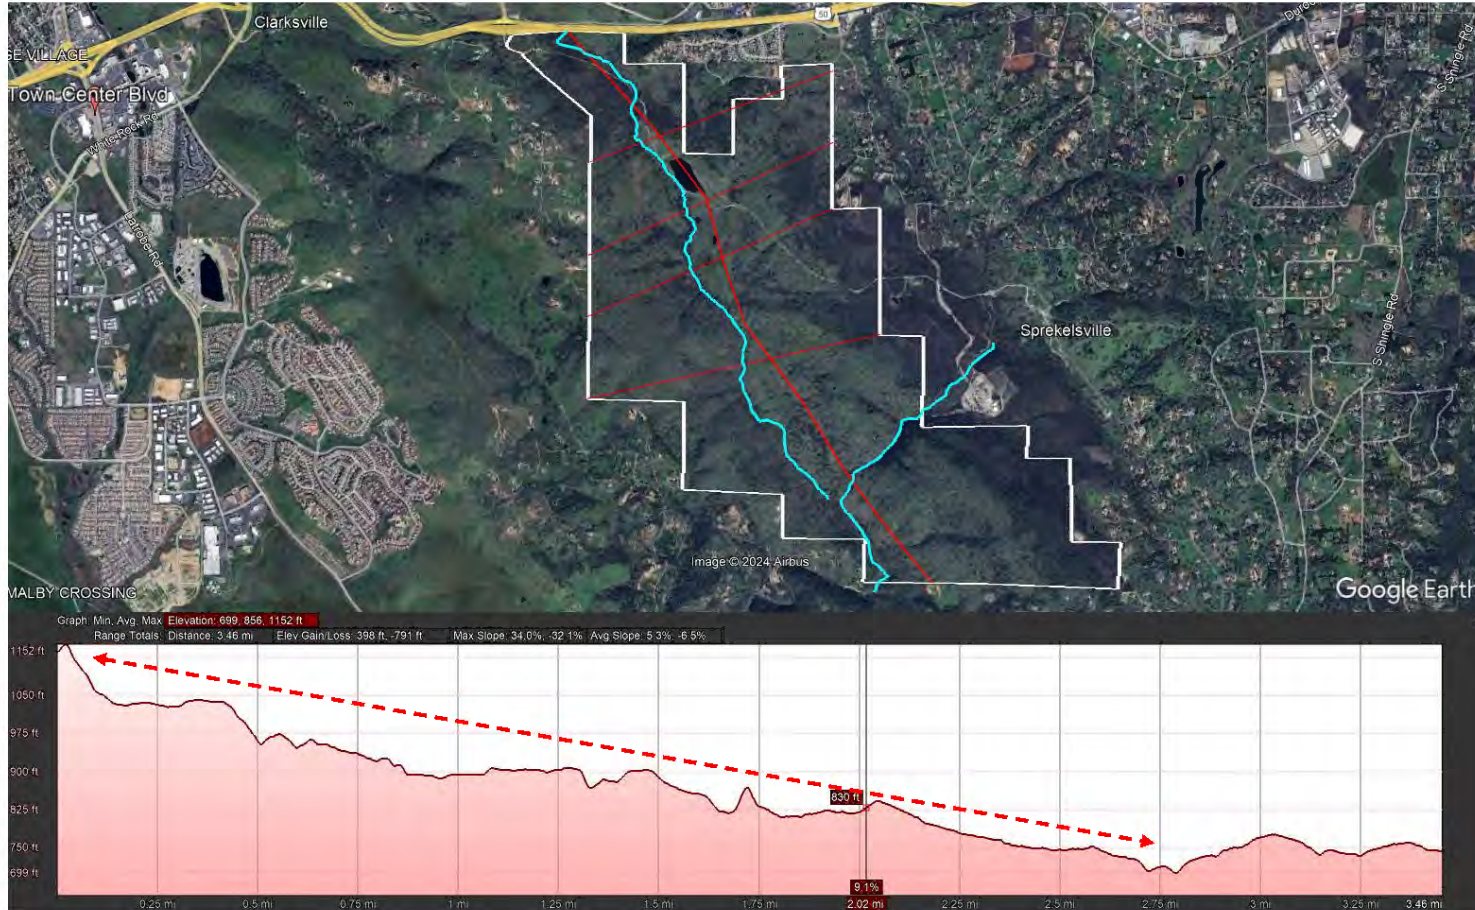 Clarksville
50
S Shingle Rd
Town Center Blvd
White Rock Rd
Latrobe Rd
Sprekelsville
S Shingle Rd
Image © 2024 Airbus
MALBY CROSSING
Google Earth
Graph: Min, Avg, Max Elevation: 699, 856, 1152 ft
Range Totals: Distance: 3.46 mi Elev Gain/Loss: 398 ft, -791 ft Max Slope: 34.0%, -32.1% Avg Slope: 5.3%, -6.5%
1152 ft
1050 ft
975 ft
900 ft
830 ft
825 ft
750 ft
699 ft
9.1%
0.25 mi 0.5 mi 0.75 mi 1 mi 1.25 mi 1.5 mi 1.75 mi 2.02 mi 2.25 mi 2.5 mi 2.75 mi 3 mi 3.25 mi 3.46 mi